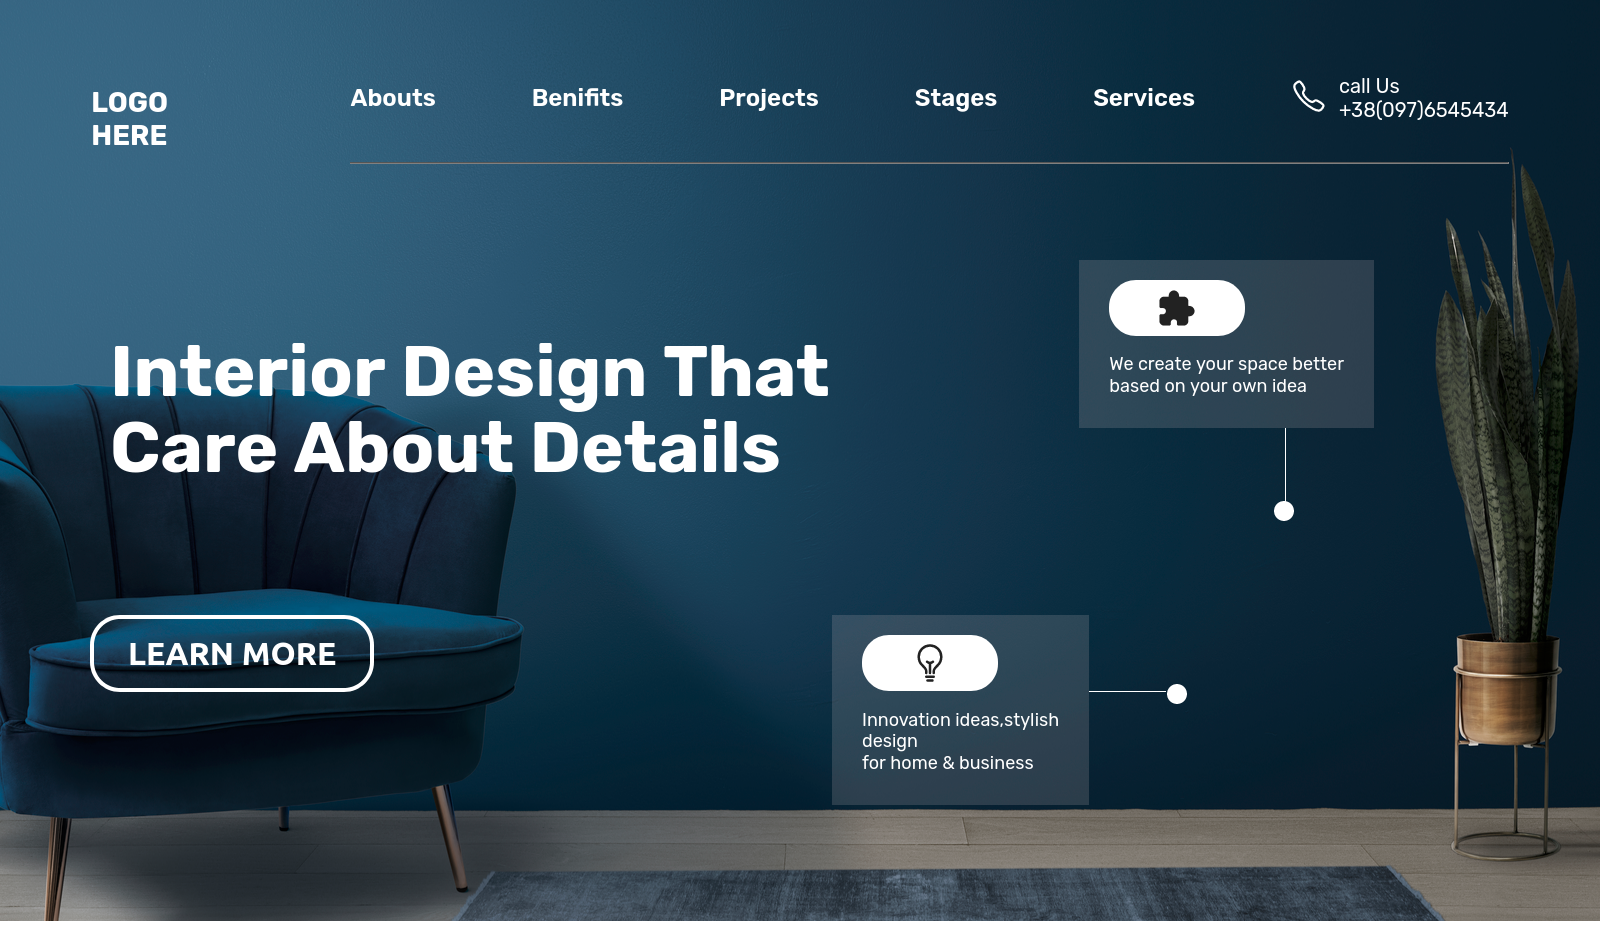 LOGO
HERE
Abouts
Benifits
Projects
Stages
Services
call Us
+38(097)6545434
Interior Design That
Care About Details
We create your space better
based on your own idea
LEARN MORE
Innovation ideas,stylish
design
for home & business